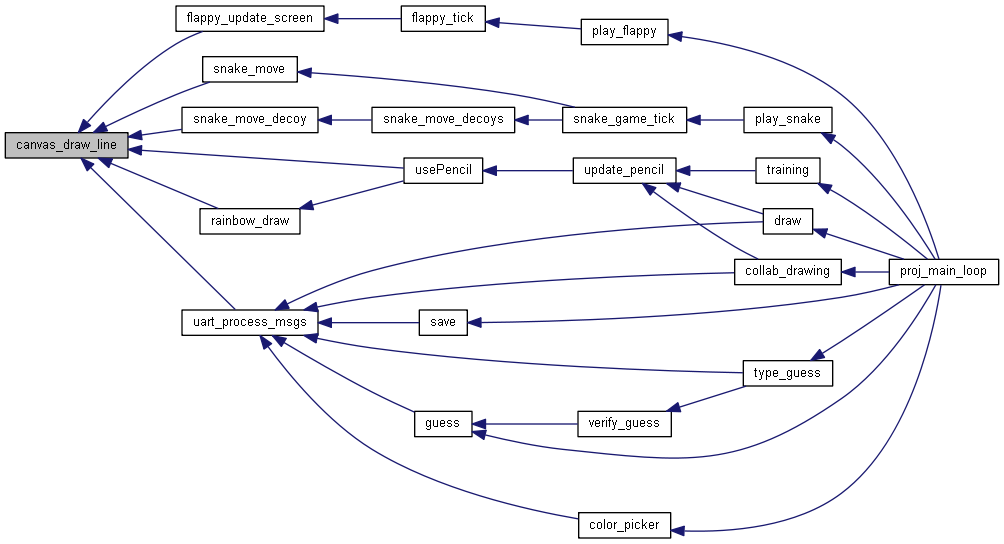 flappy_update_screen
flappy_tick
play_flappy
snake_move
snake_move_decoy
snake_move_decoys
snake_game_tick
play_snake
canvas_draw_line
usePencil
update_pencil
training
rainbow_draw
draw
collab_drawing
proj_main_loop
uart_process_msgs
save
type_guess
guess
verify_guess
color_picker